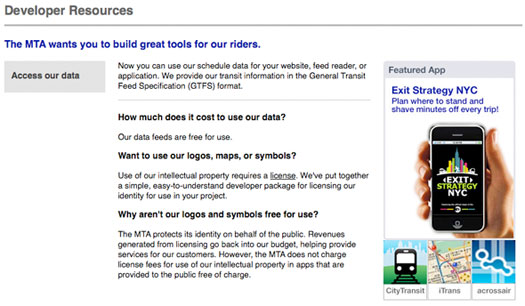 Developer Resources
The MTA wants you to build great tools for our riders.
Access our data
Now you can use our schedule data for your website, feed reader, or
application. We provide our transit information in the General Transit
Feed Specification (GTFS) format.
How much does it cost to use our data?
Our data feeds are free for use.
Want to use our logos, maps, or symbols?
Use of our intellectual property requires a license. We've put together
a simple, easy-to-understand developer package for licensing our
identity for use in your project.
Why aren't our logos and symbols free for use?
The MTA protects its identity on behalf of the public. Revenues
generated from licensing go back into our budget, helping provide
services for our customers. However, the MTA does not charge
license fees for use of our intellectual property in apps that are
provided to the public free of charge.
Featured App
Exit Strategy NYC
Plan where to stand and
shave minutes off every trip!
EXIT
STRATEGY
NYC
CityTransit
iTrans
acrossair